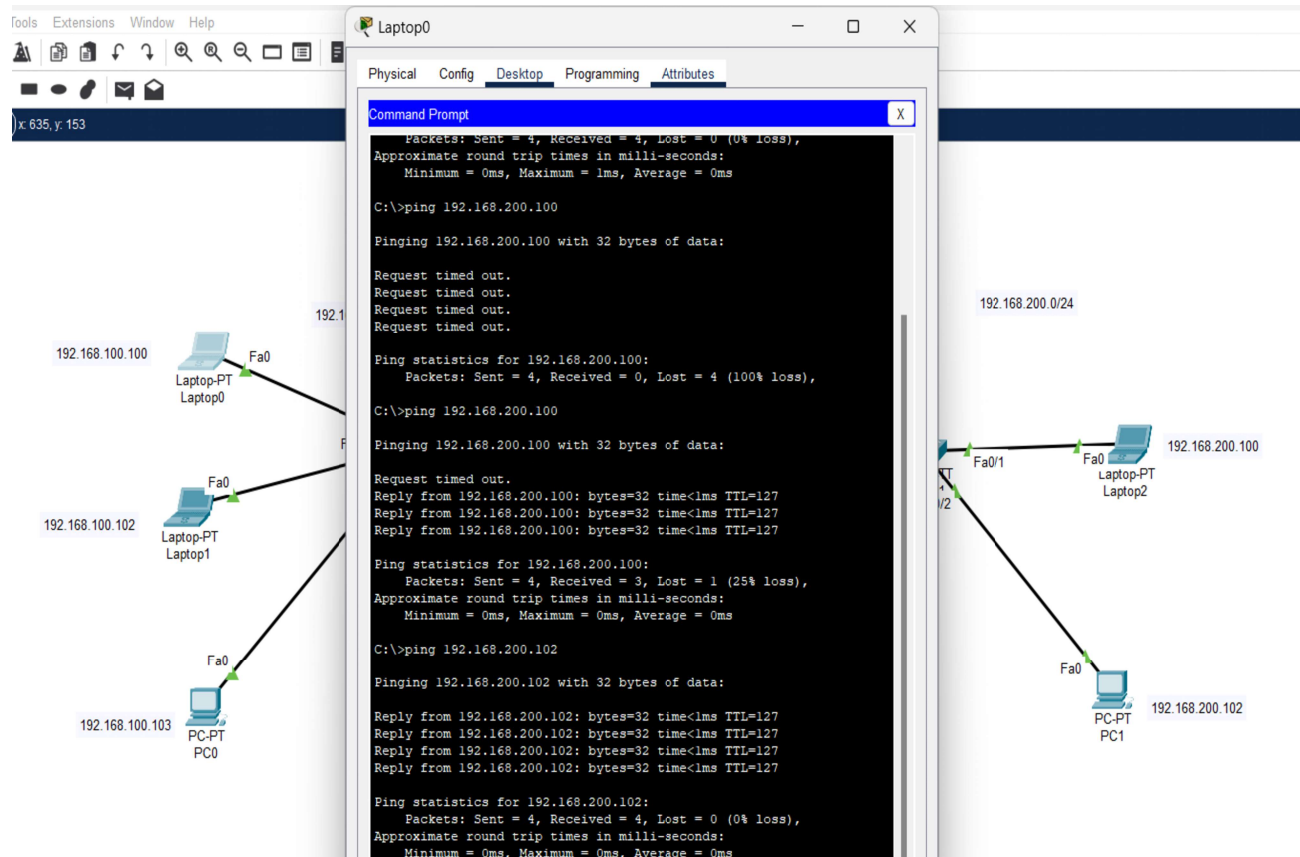 Tools Extensions Window Help
Laptop0
Physical Config Desktop Programming Attributes
x: 635, y: 153
Command Prompt
X
Packets: Sent = 4, Received = 4, Lost = 0 (0% loss),
Approximate round trip times in milli-seconds:
Minimum = 0ms, Maximum = 1ms, Average = 0ms
C:\>ping 192.168.200.100
Pinging 192.168.200.100 with 32 bytes of data:
Request timed out.
Request timed out.
Request timed out.
Request timed out.
Ping statistics for 192.168.200.100:
Packets: Sent = 4, Received = 0, Lost = 4 (100% loss),
C:\>ping 192.168.200.100
Pinging 192.168.200.100 with 32 bytes of data:
Request timed out.
Reply from 192.168.200.100: bytes=32 time<1ms TTL=127
Reply from 192.168.200.100: bytes=32 time<1ms TTL=127
Reply from 192.168.200.100: bytes=32 time<1ms TTL=127
Ping statistics for 192.168.200.100:
Packets: Sent = 4, Received = 3, Lost = 1 (25% loss),
Approximate round trip times in milli-seconds:
Minimum = 0ms, Maximum = 0ms, Average = 0ms
C:\>ping 192.168.200.102
Pinging 192.168.200.102 with 32 bytes of data:
Reply from 192.168.200.102: bytes=32 time<1ms TTL=127
Reply from 192.168.200.102: bytes=32 time<1ms TTL=127
Reply from 192.168.200.102: bytes=32 time<1ms TTL=127
Reply from 192.168.200.102: bytes=32 time<1ms TTL=127
Ping statistics for 192.168.200.102:
Packets: Sent = 4, Received = 4, Lost = 0 (0% loss),
Approximate round trip times in milli-seconds:
Minimum = 0ms, Maximum = 0ms, Average = 0ms
192.1
192.168.100.100
Fa0
Laptop-PT
Laptop0
Fa0
192.168.100.102
Laptop-PT
Laptop1
Fa0
192.168.100.103
PC-PT
PC0
192.168.200.0/24
Fa0/1
/2
Fa0
192.168.200.100
Laptop-PT
Laptop2
Fa0
192.168.200.102
PC-PT
PC1